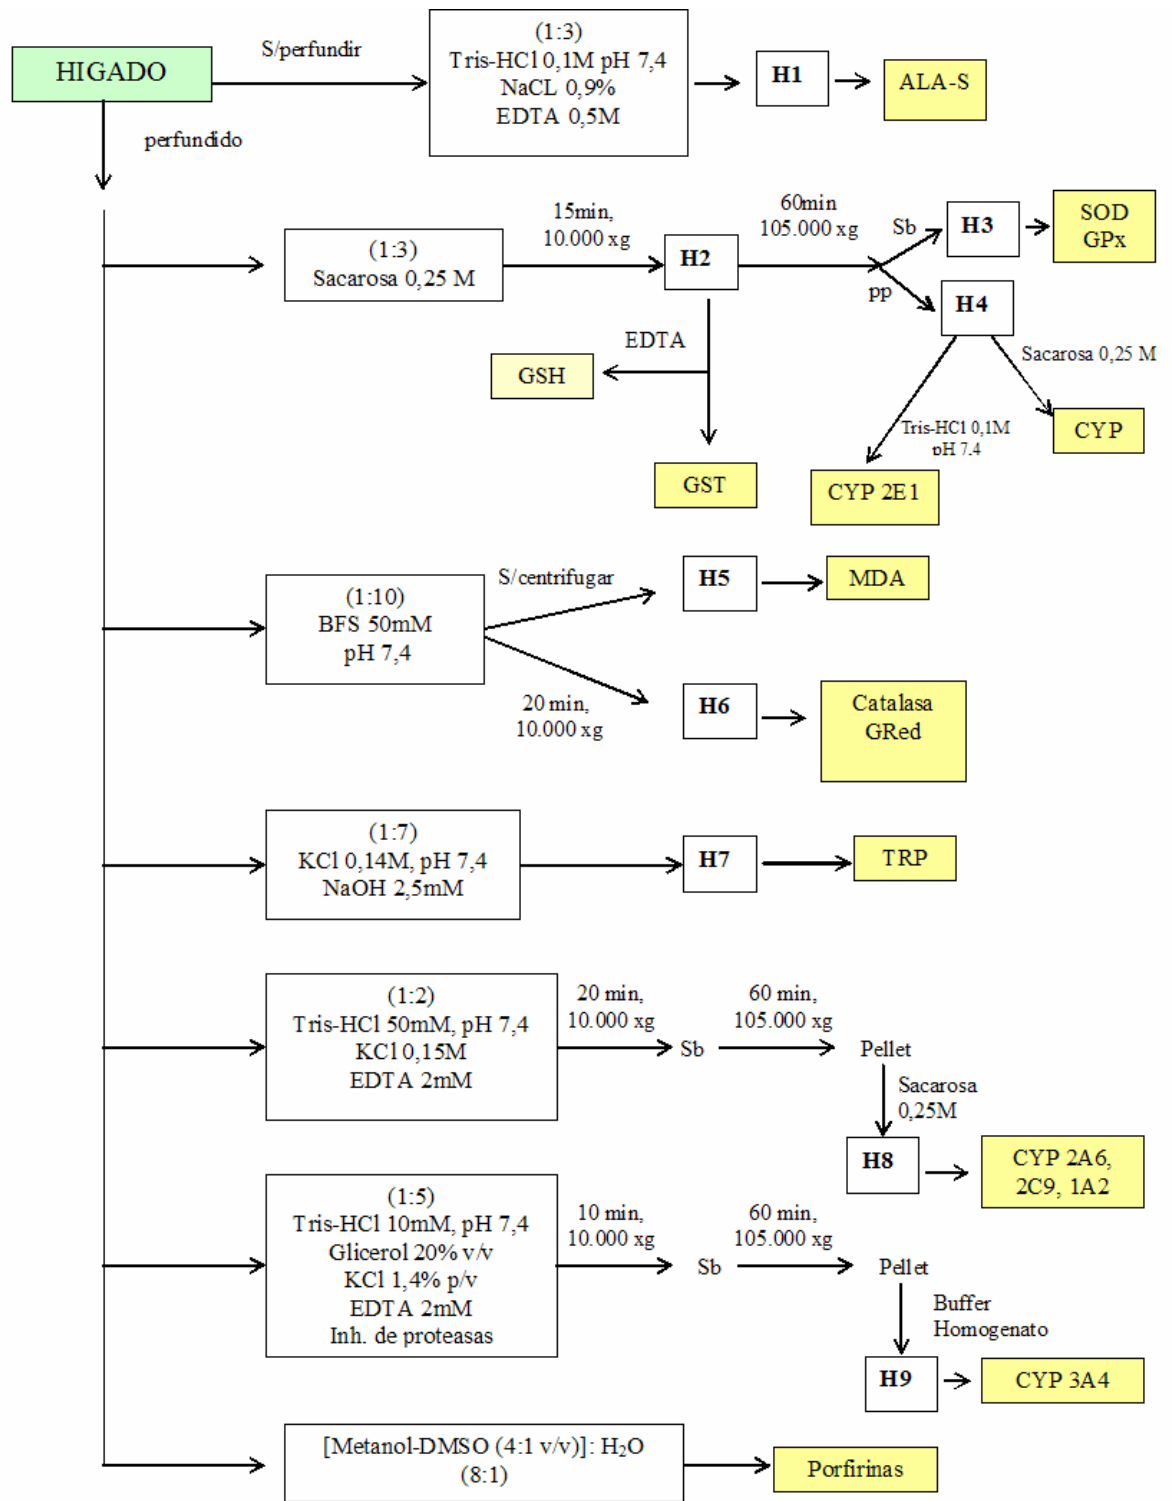 HIGADO
S/perfundir
(1:3)
Tris-HCl 0,1M pH 7,4
NaCL 0,9%
EDTA 0,5M
H1
ALA-S
perfundido
(1:3)
Sacarosa 0,25 M
15min,
10.000 xg
H2
60min
105.000 xg
Sb
H3
SOD
GPx
pp
H4
EDTA
GSH
GST
Sacarosa 0,25 M
CYP
Tris-HCl 0,1M
pH 7,4
CYP 2E1
(1:10)
BFS 50mM
pH 7,4
S/centrifugar
H5
MDA
20 min,
10.000 xg
H6
Catalasa
GRed
(1:7)
KCl 0,14M, pH 7,4
NaOH 2,5mM
H7
TRP
(1:2)
Tris-HCl 50mM, pH 7,4
KCl 0,15M
EDTA 2mM
20 min,
10.000 xg
Sb
60 min,
105.000 xg
Pellet
Sacarosa
0,25M
H8
CYP 2A6,
2C9, 1A2
(1:5)
Tris-HCl 10mM, pH 7,4
Glicerol 20% v/v
KCl 1,4% p/v
EDTA 2mM
Inh. de proteasas
10 min,
10.000 xg
Sb
60 min,
105.000 xg
Pellet
Buffer
Homogenato
H9
CYP 3A4
[Metanol-DMSO (4:1 v/v)]: H₂O
(8:1)
Porfirinas